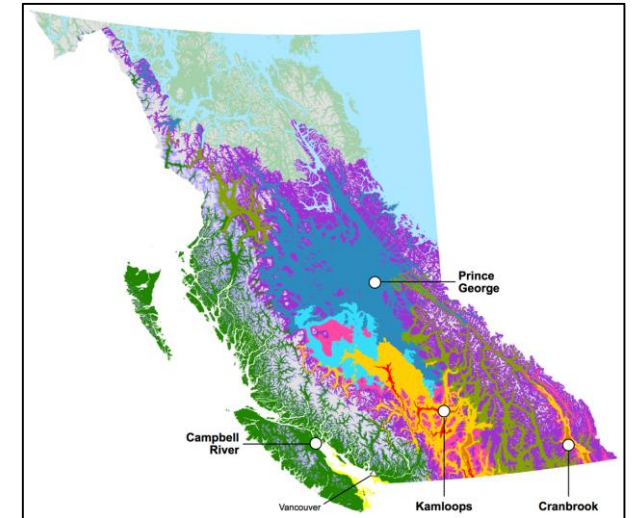 Prince
George
Campbell
River
Vancouver
Kamloops
Cranbrook